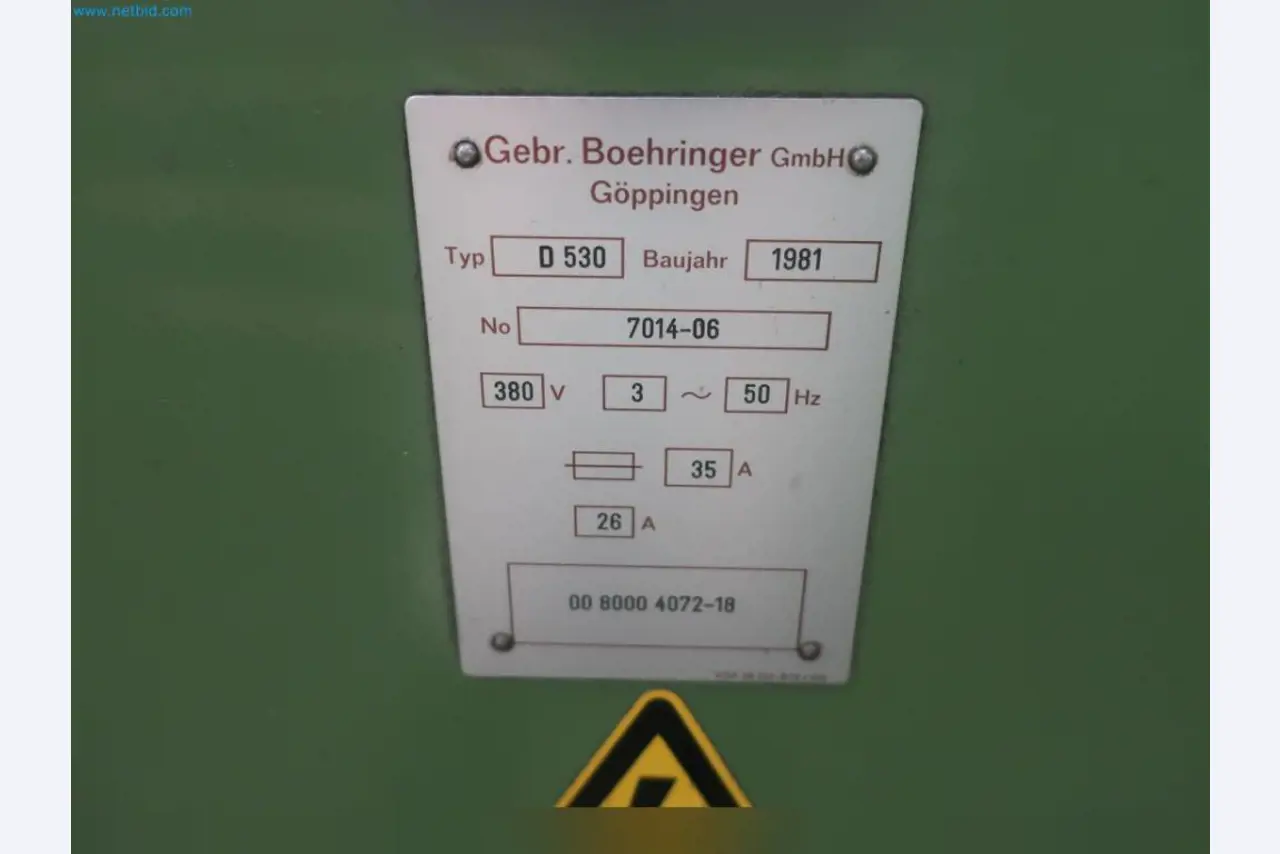 www.netbid.com
Gebr. Boehringer GmbH
Göppingen
Typ D 530 Baujahr 1981
No 7014-06
380 V 3 ~ 50 Hz
35 A
26 A
00 8000 4072-18